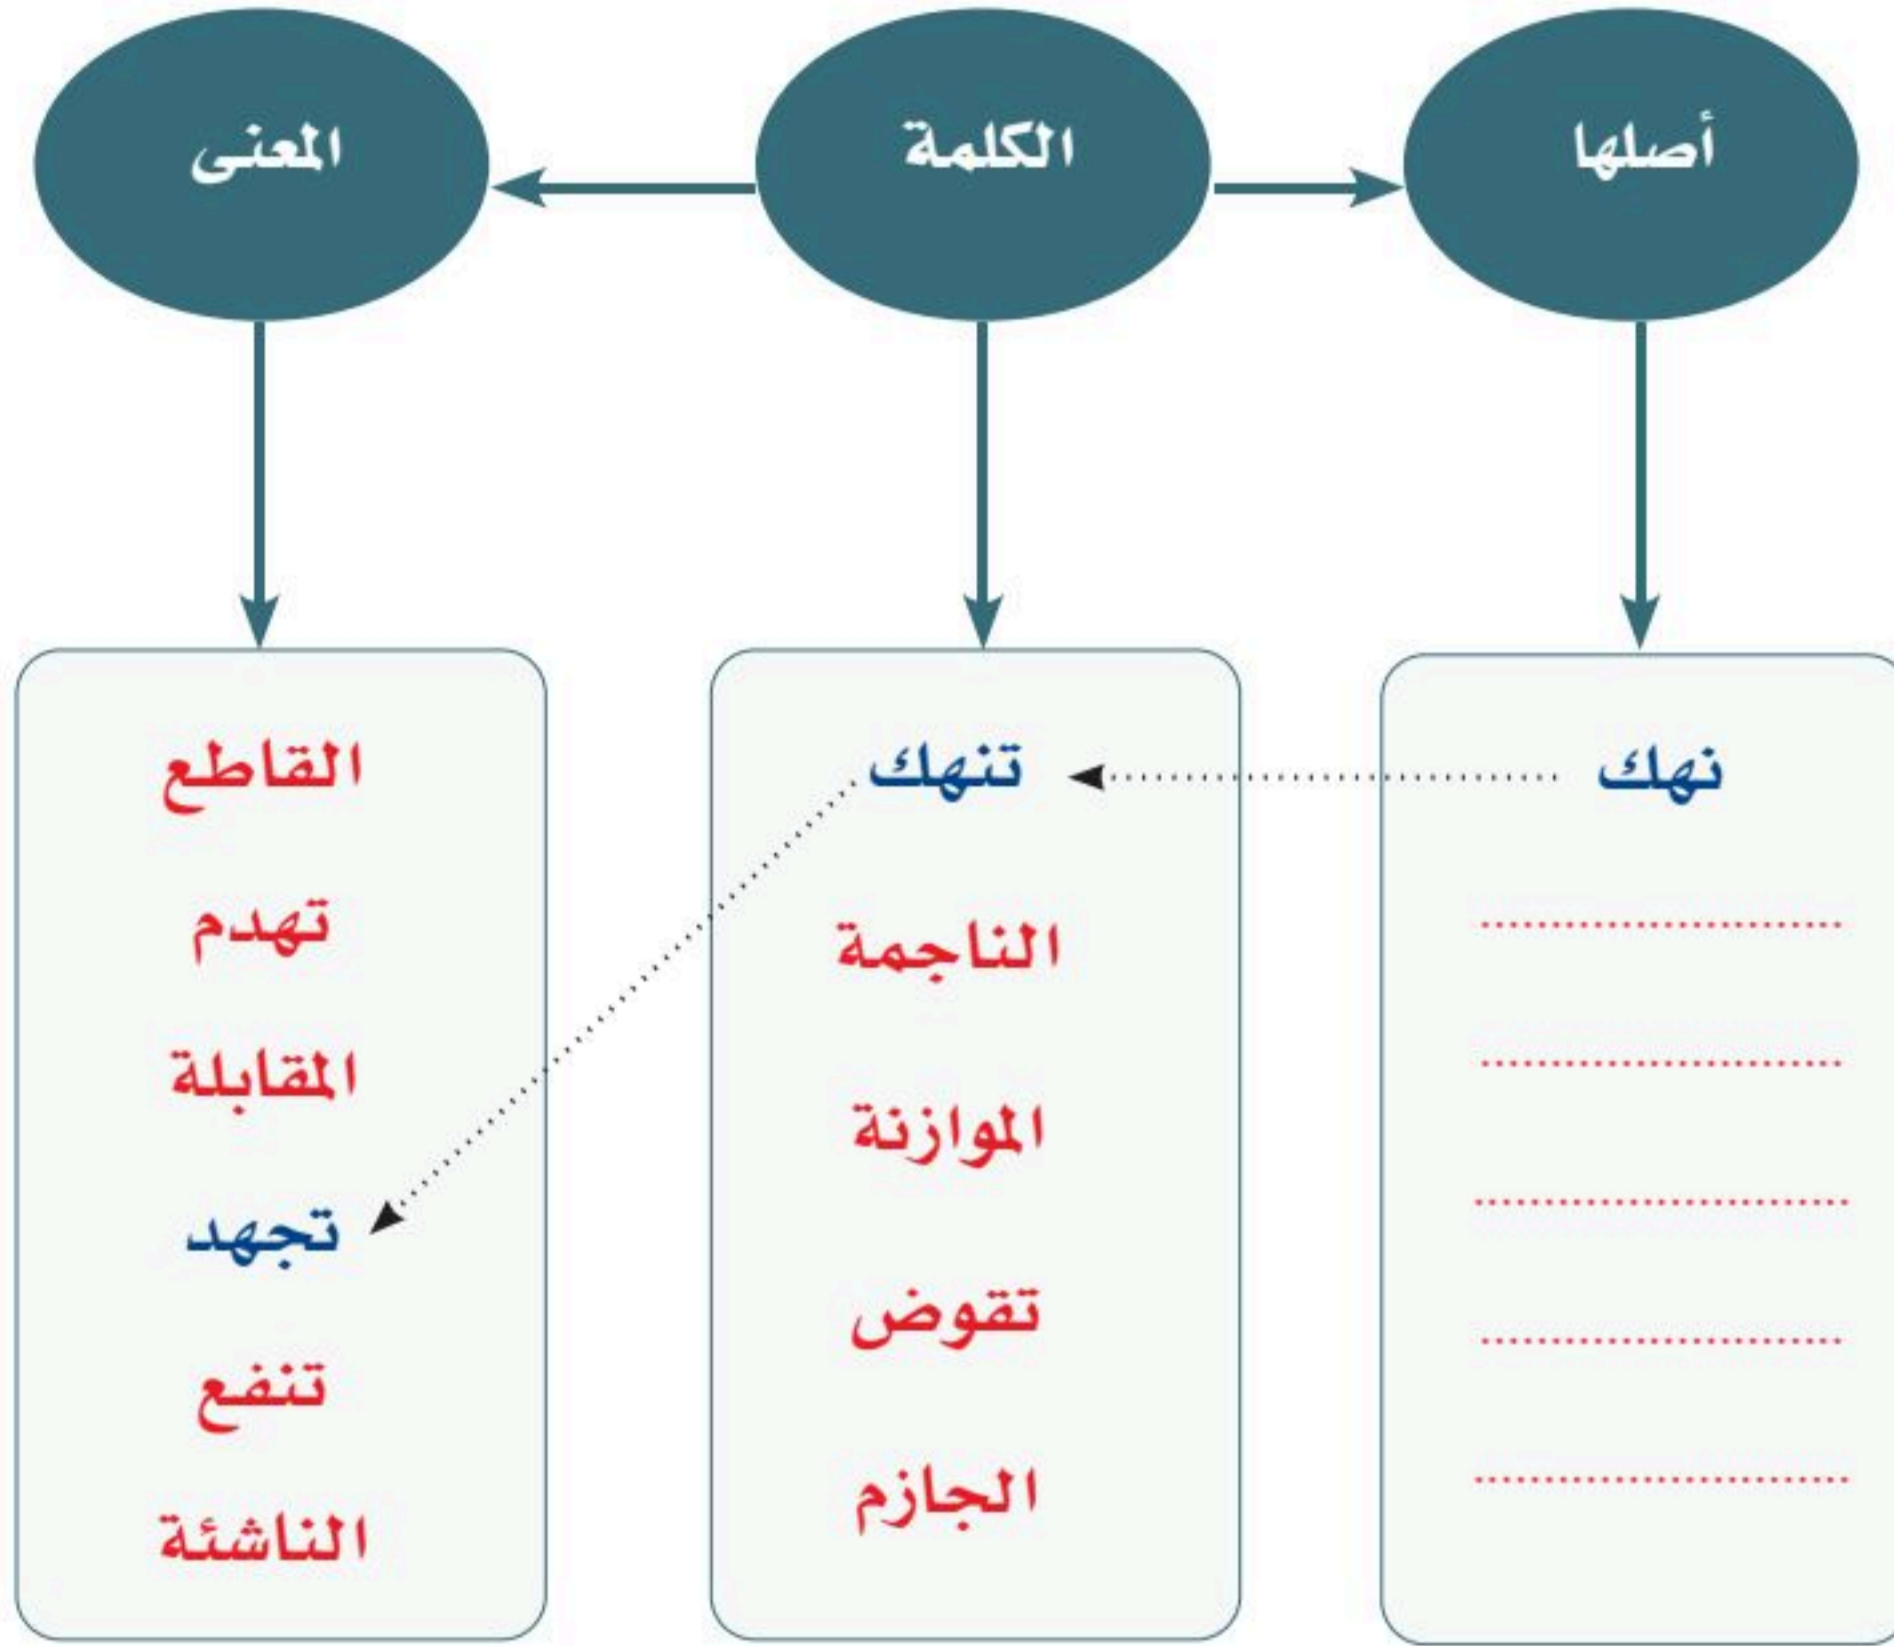 أصلها
الكلمة
المعنى
نهك
تنهك
الناجمة
الموازنة
تقوض
الجازم
القاطع
تهدم
المقابلة
تجهد
تنفع
الناشئة